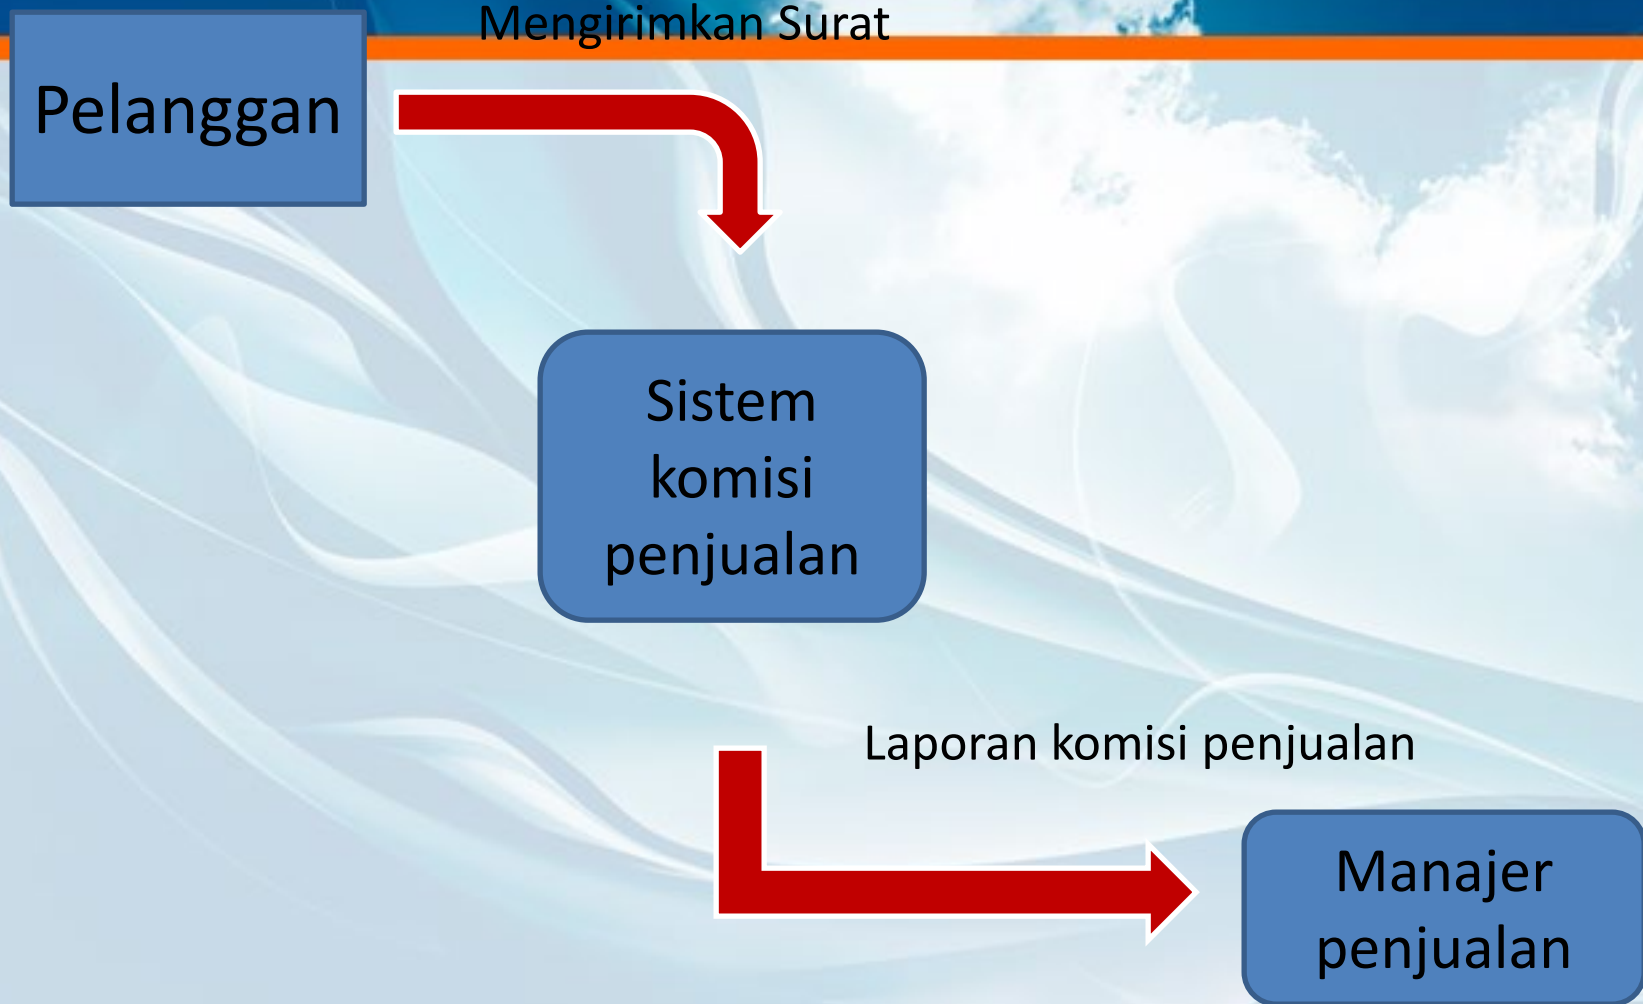 Mengirimkan Surat
Pelanggan
Sistem
komisi
penjualan
Laporan komisi penjualan
Manajer
penjualan